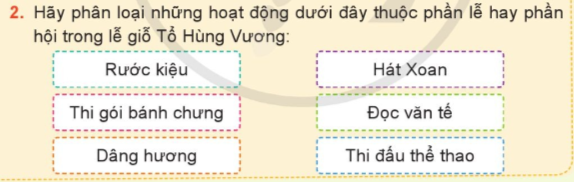 2. Hãy phân loại những hoạt động dưới đây thuộc phần lễ hay phần
hội trong lễ giỗ Tổ Hùng Vương:
Rước kiệu
Hát Xoan
Thi gói bánh chưng
Đọc văn tế
Dâng hương
Thi đấu thể thao